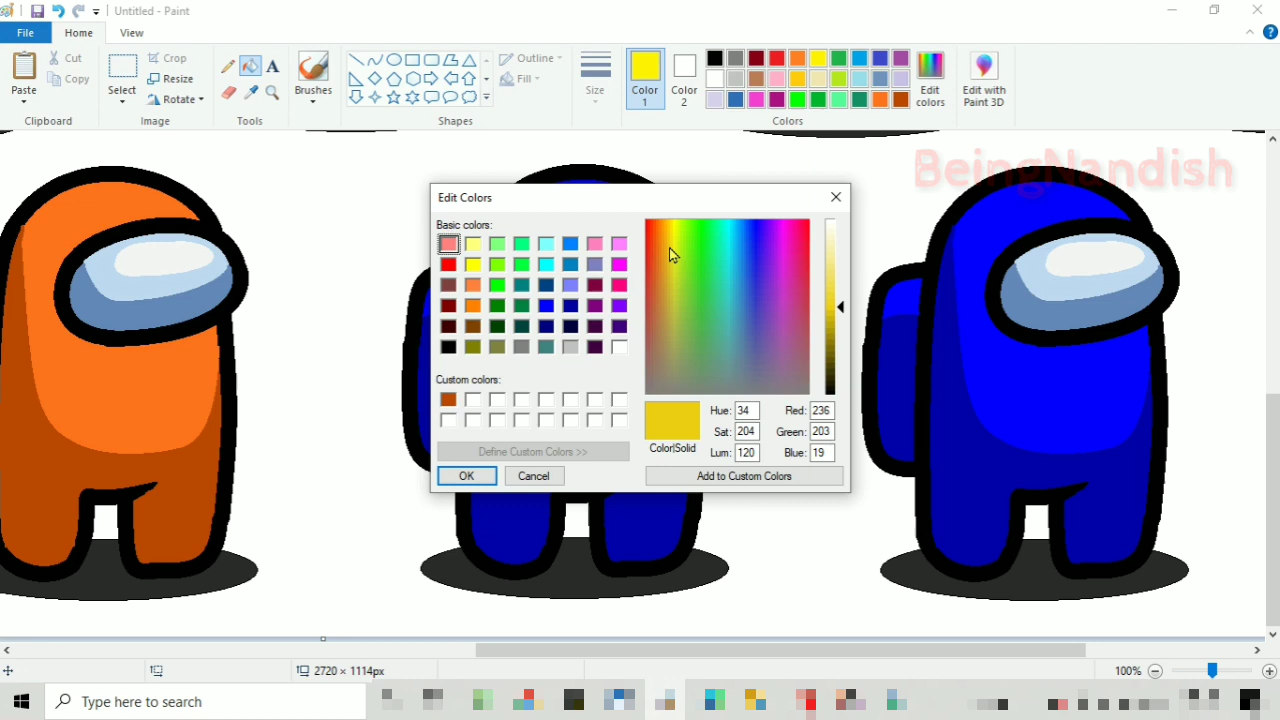 Untitled - Paint
File
Home
View
Paste
Cut
Copy
Clipboard
Select
Crop
Resize
Rotate
Image
Tools
Brushes
Outline
Fill
Shapes
Size
Color
1
Color
2
Edit
colors
Colors
Edit with
Paint 3D
BeingNandish
Edit Colors
Basic colors:
Custom colors:
Define Custom Colors >>
OK
Cancel
Color|Solid
Hue: 34
Sat: 204
Lum: 120
Red: 236
Green: 203
Blue: 19
Add to Custom Colors
2720 × 1114px
100%
Type here to search